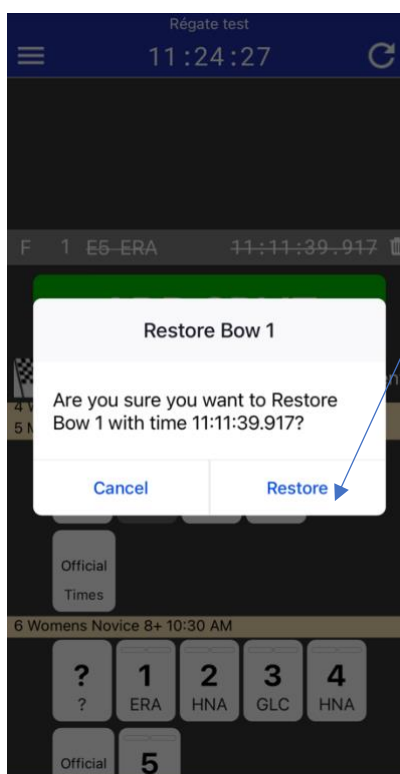 Régate test
11:24:27
F 1 E5 ERA 11:11:39.917
Restore Bow 1
Are you sure you want to Restore
Bow 1 with time 11:11:39.917?
Cancel Restore
Official
Times
6 Womens Novice 8+ 10:30 AM
? 1 2 3 4
? ERA HNA GLC HNA
Official 5